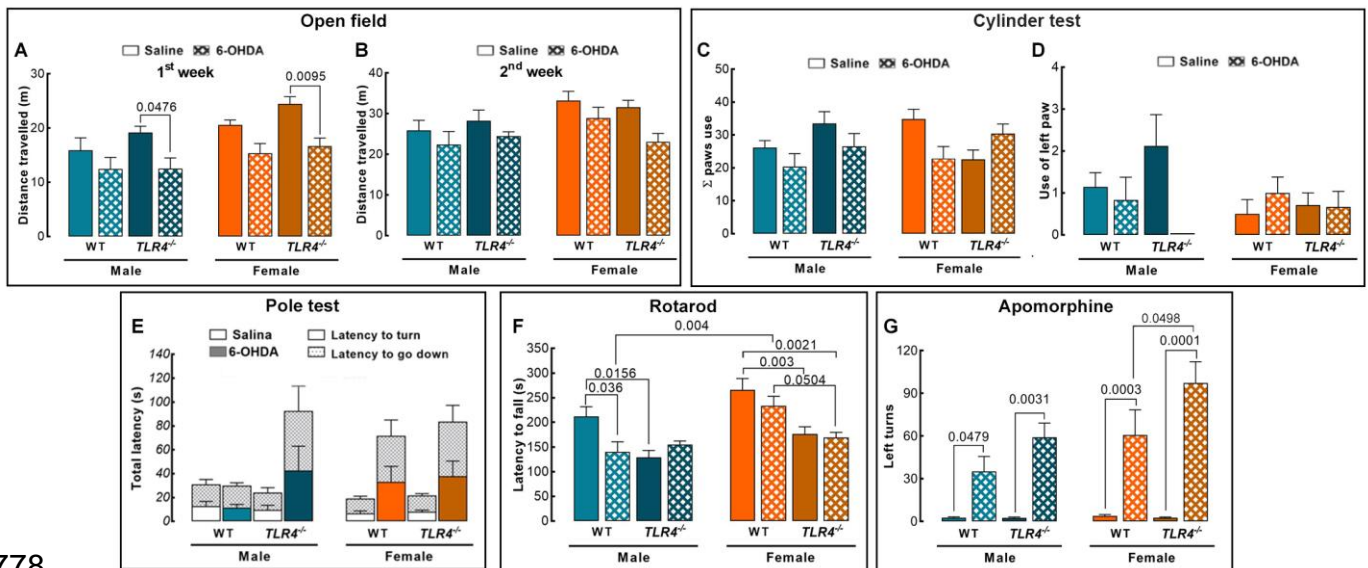 Open field
A
Saline 6-OHDA
1st week
Distance travelled (m)
30
20
10
0
0.0476
0.0095
WT TLR4-/- WT TLR4-/-
Male Female
B
Saline 6-OHDA
2nd week
Distance travelled (m)
40
30
20
10
0
WT TLR4-/- WT TLR4-/-
Male Female
Cylinder test
C
Saline 6-OHDA
Σ paws use
50
40
30
20
10
0
WT TLR4-/- WT TLR4-/-
Male Female
D
Saline 6-OHDA
Use of left paw
4
2
1
0
WT TLR4-/- WT TLR4-/-
Male Female
Pole test
E
Salina Latency to turn
6-OHDA Latency to go down
Total latency (s)
140
120
100
80
60
40
20
0
WT TLR4-/- WT TLR4-/-
Male Female
Rotarod
F
Latency to fall (s)
350
300
250
200
150
100
50
0
0.004
0.0156
0.036
0.0021
0.003
0.0504
WT TLR4-/- WT TLR4-/-
Male Female
Apomorphine
G
Left turns
120
90
60
30
0
0.0479
0.0031
0.0003
0.0498
0.0001
WT TLR4-/- WT TLR4-/-
Male Female
778